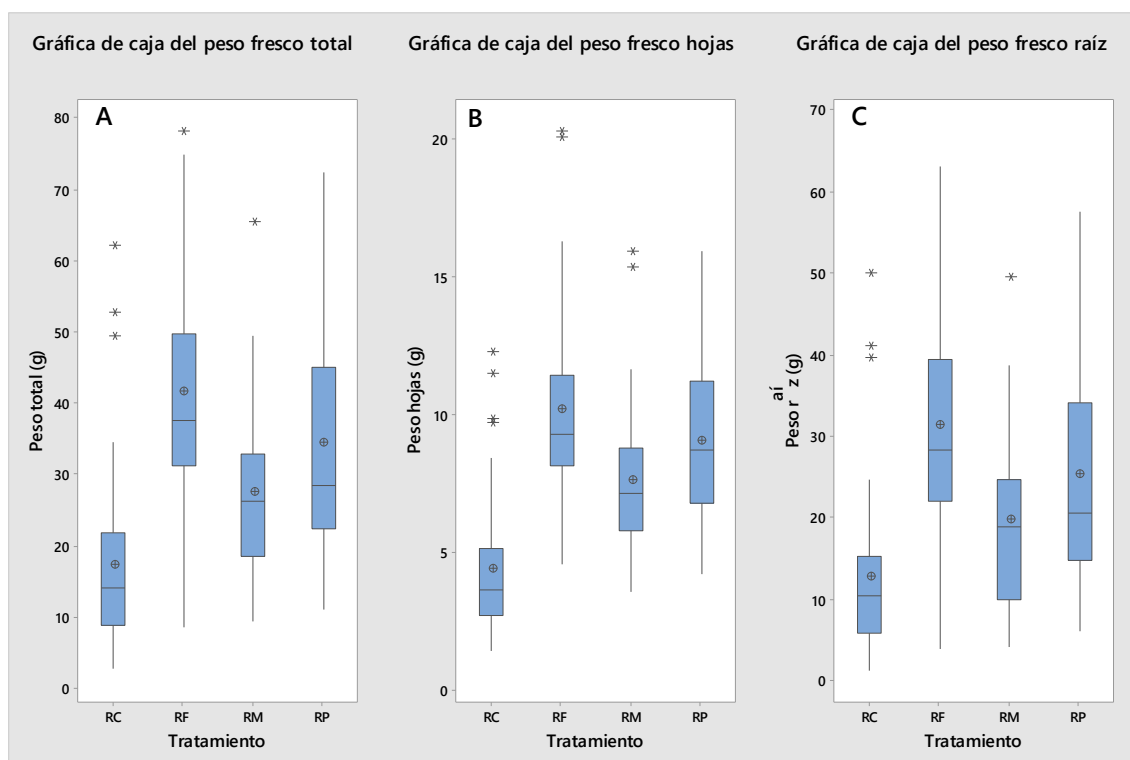 Gráfica de caja del peso fresco total
Gráfica de caja del peso fresco hojas
Gráfica de caja del peso fresco raíz
A
80
70
60
50
40
30
20
10
0
Peso total (g)
RC RF RM RP
Tratamiento
B
20
15
10
5
0
Peso hojas (g)
RC RF RM RP
Tratamiento
C
70
60
50
40
30
20
10
0
aí
Peso r z (g)
RC RF RM RP
Tratamiento